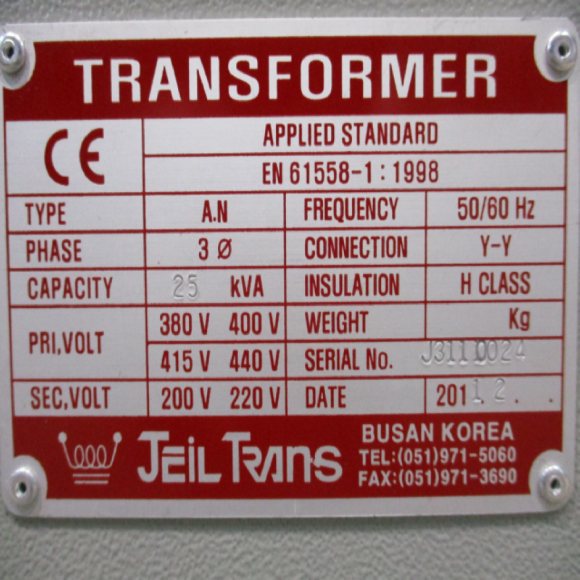 TRANSFORMER
CE
APPLIED STANDARD
EN 61558-1 : 1998
TYPE A.N FREQUENCY 50/60 Hz
PHASE 3 Ø CONNECTION Y-Y
CAPACITY 25 kVA INSULATION H CLASS
PRI,VOLT 380 V 400 V WEIGHT Kg
415 V 440 V SERIAL No.
SEC,VOLT 200 V 220 V DATE 2011. 2. .
JEIL TRANS
BUSAN KOREA
TEL:(051)971-5060
FAX:(051)971-3690